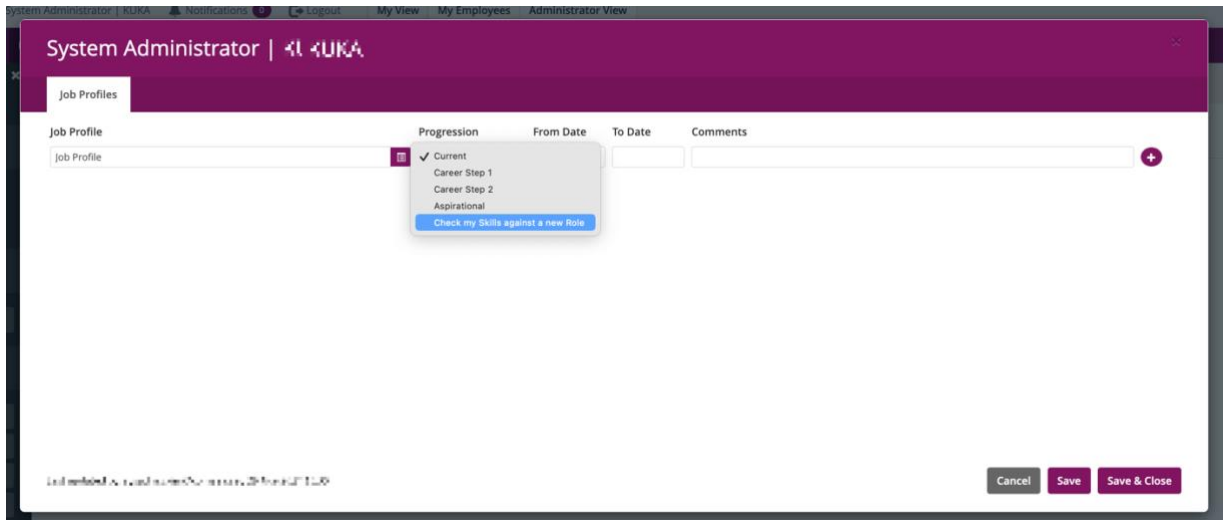 System Administrator | KUKA Notifications 0 Logout My View My Employees Administrator View
System Administrator | KUKA
Job Profiles
Job Profile Progression From Date To Date Comments
Job Profile
Current
Career Step 1
Career Step 2
Aspirational
Check my Skills against a new Role
Cancel Save Save & Close